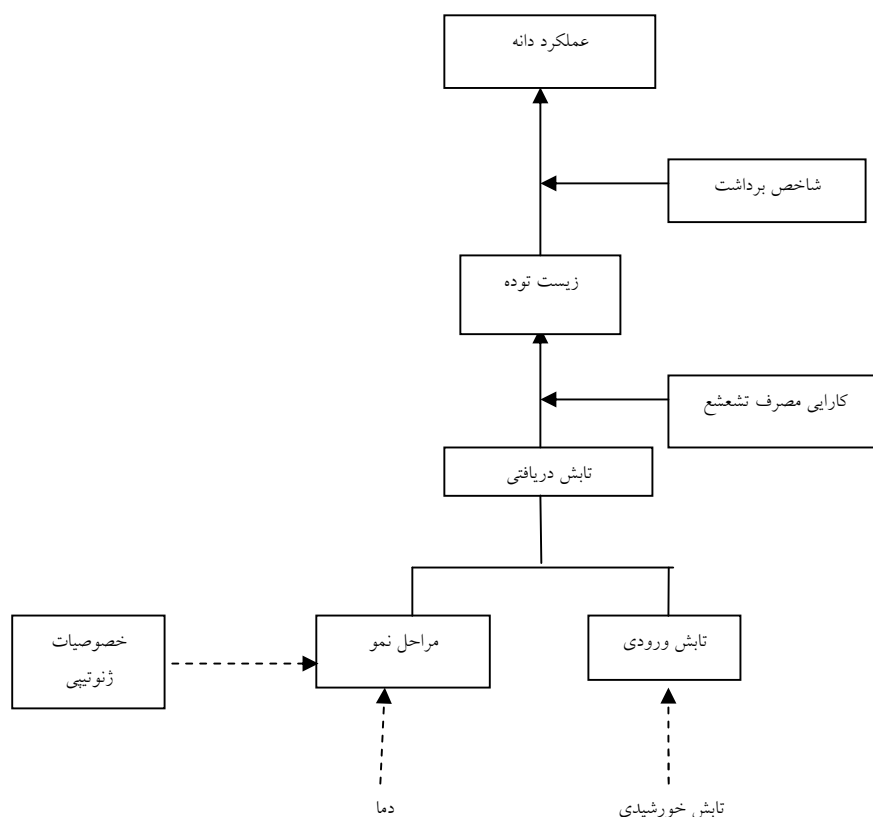 عملکرد دانه
شاخص برداشت
زیست توده
کارایی مصرف تشعشع
تابش دریافتی
تابش ورودی
مراحل نمو
خصوصیات
ژنوتیپی
تابش خورشیدی
دما